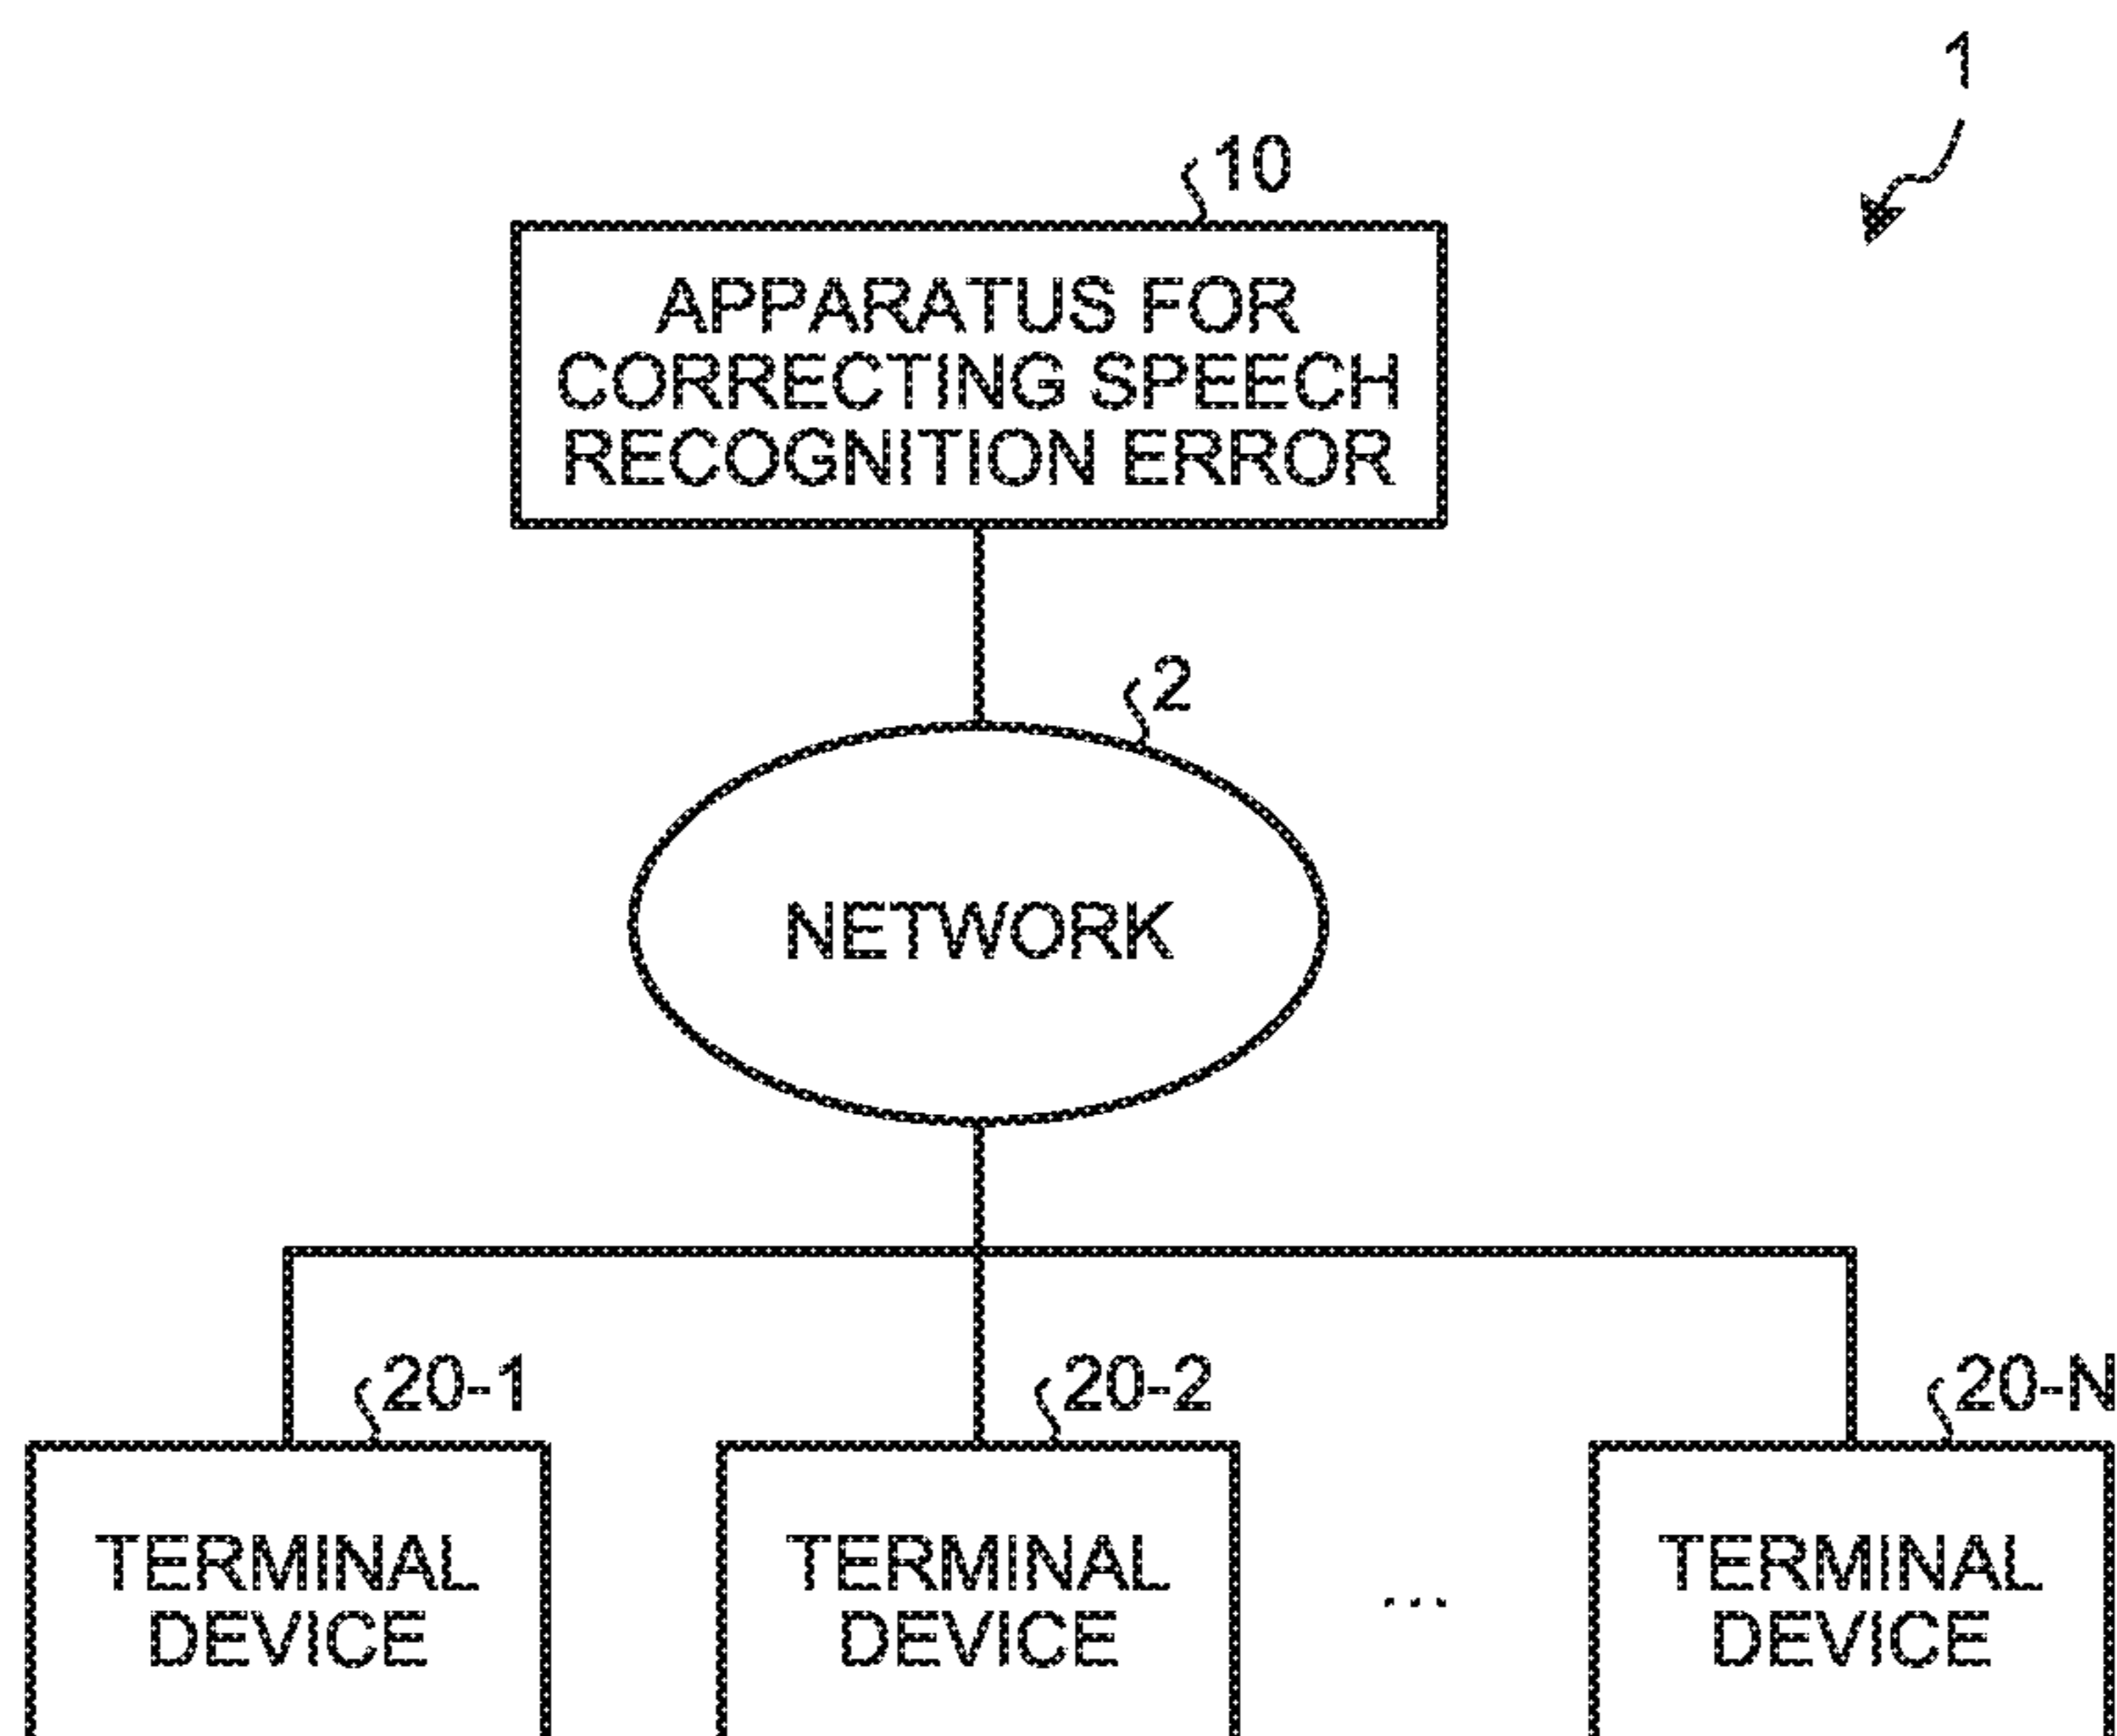 1
10
APPARATUS FOR
CORRECTING SPEECH
RECOGNITION ERROR
2
NETWORK
20-1
20-2
20-N
TERMINAL
DEVICE
TERMINAL
DEVICE
...
TERMINAL
DEVICE